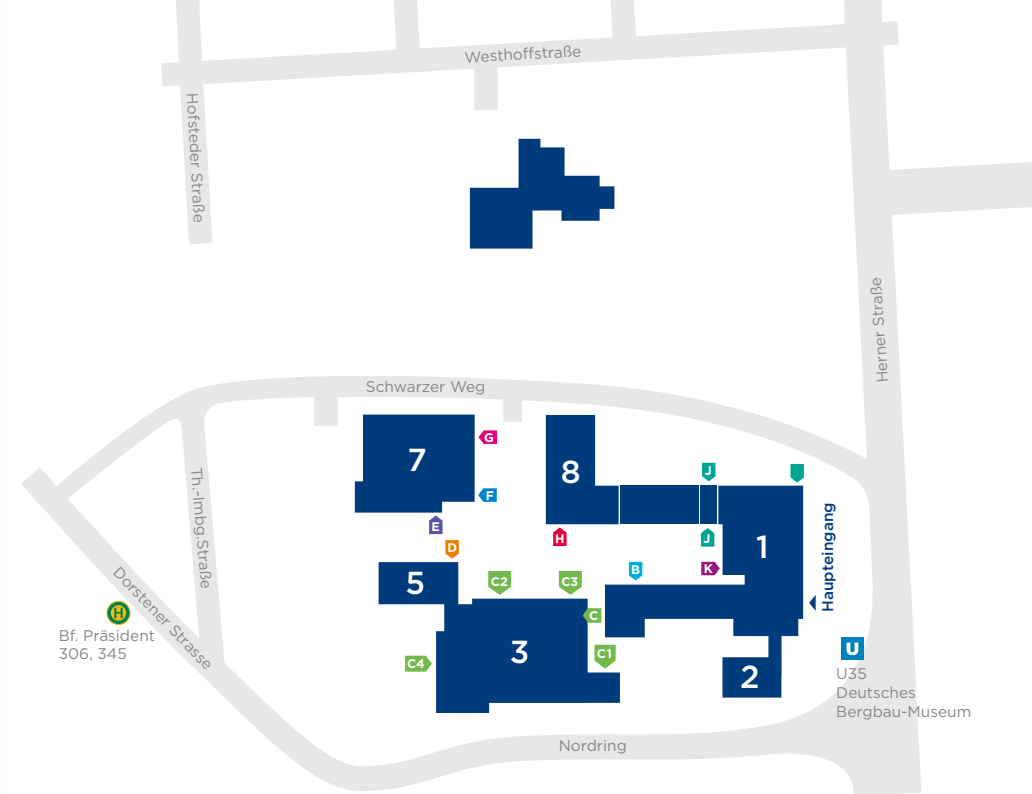 Westhoffstraße
Hofsteder Straße
Herner Straße
Schwarzer Weg
G
7
8
J
F
E
H
J
1
Haupteingang
D
K
B
Th.-Imbg.Straße
5
C2
C3
C
Dorstener Strasse
H
Bf. Präsident
306, 345
3
C1
C4
2
U
U35
Deutsches
Bergbau-Museum
Nordring